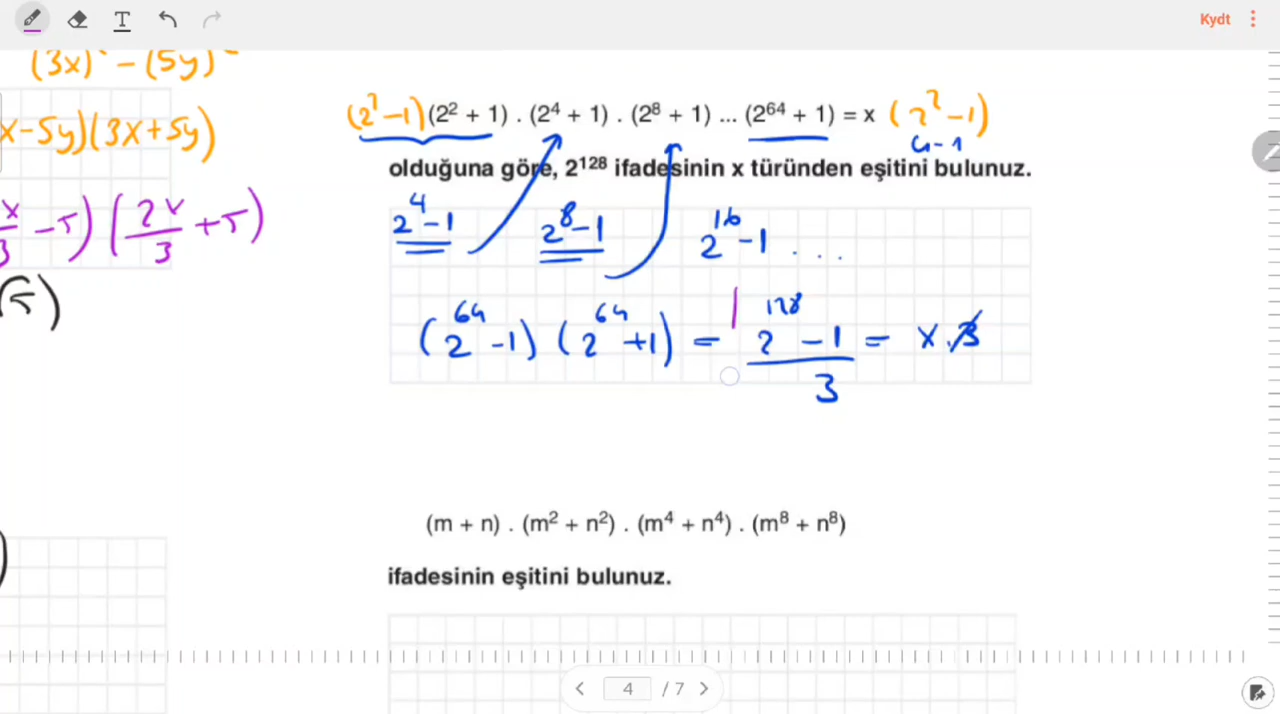 Kydt
(3x)² − (5y)²
x−5y)(3x+5y)
(2² −1)(2² + 1) . (2⁴ + 1) . (2⁸ + 1) ... (2⁶⁴ + 1) = x (2² −1)
4-1
olduğuna göre, 2¹²⁸ ifadesinin x türünden eşitini bulunuz.
x/3 −5) (2x/3 +5)
2⁴−1 2⁸−1 2¹⁶−1 ...
5)
(2⁶⁴ −1) (2⁶⁴ +1) = (2¹²⁸ −1)/3 = x.3
(m + n) . (m² + n²) . (m⁴ + n⁴) . (m⁸ + n⁸)
ifadesinin eşitini bulunuz.
4 / 7